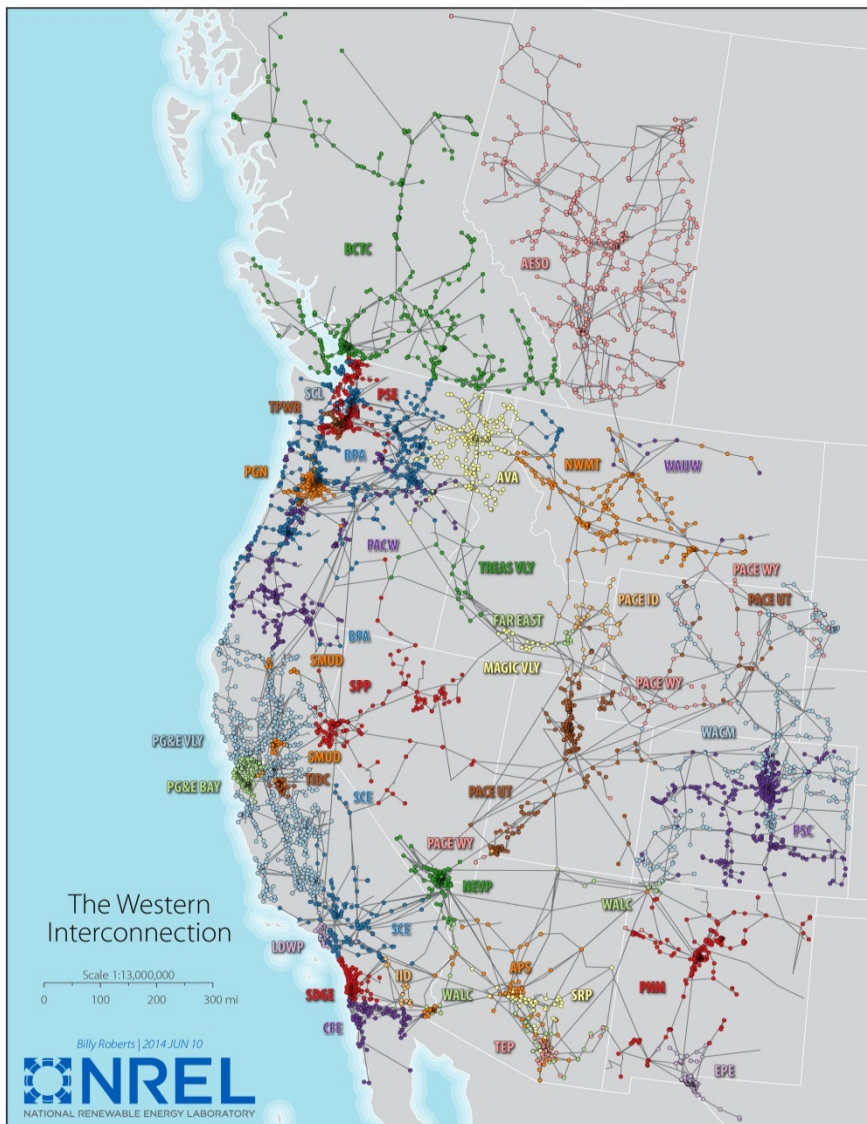 BCTC
AESO
SCL
PSE
TPWR
BPA
PGN
AVA
NWMT
WAUW
PACW
TREAS VLY
PACE WY
PACE ID
PACE UT
FAR EAST
BPA
SMUD
MAGIC VLY
SPP
PACE WY
PG&E VLY
WACM
SMUD
PG&E BAY
TIDC
SCE
PACE UT
PSC
PACE WY
NEVP
WALC
The Western
Interconnection
LDWP
SCE
IID
APS
Scale 1:13,000,000
0 100 200 300 mi
SDGE
WALC
SRP
PNM
CFE
TEP
EPE
Billy Roberts | 2014 JUN 10
NREL
NATIONAL RENEWABLE ENERGY LABORATORY